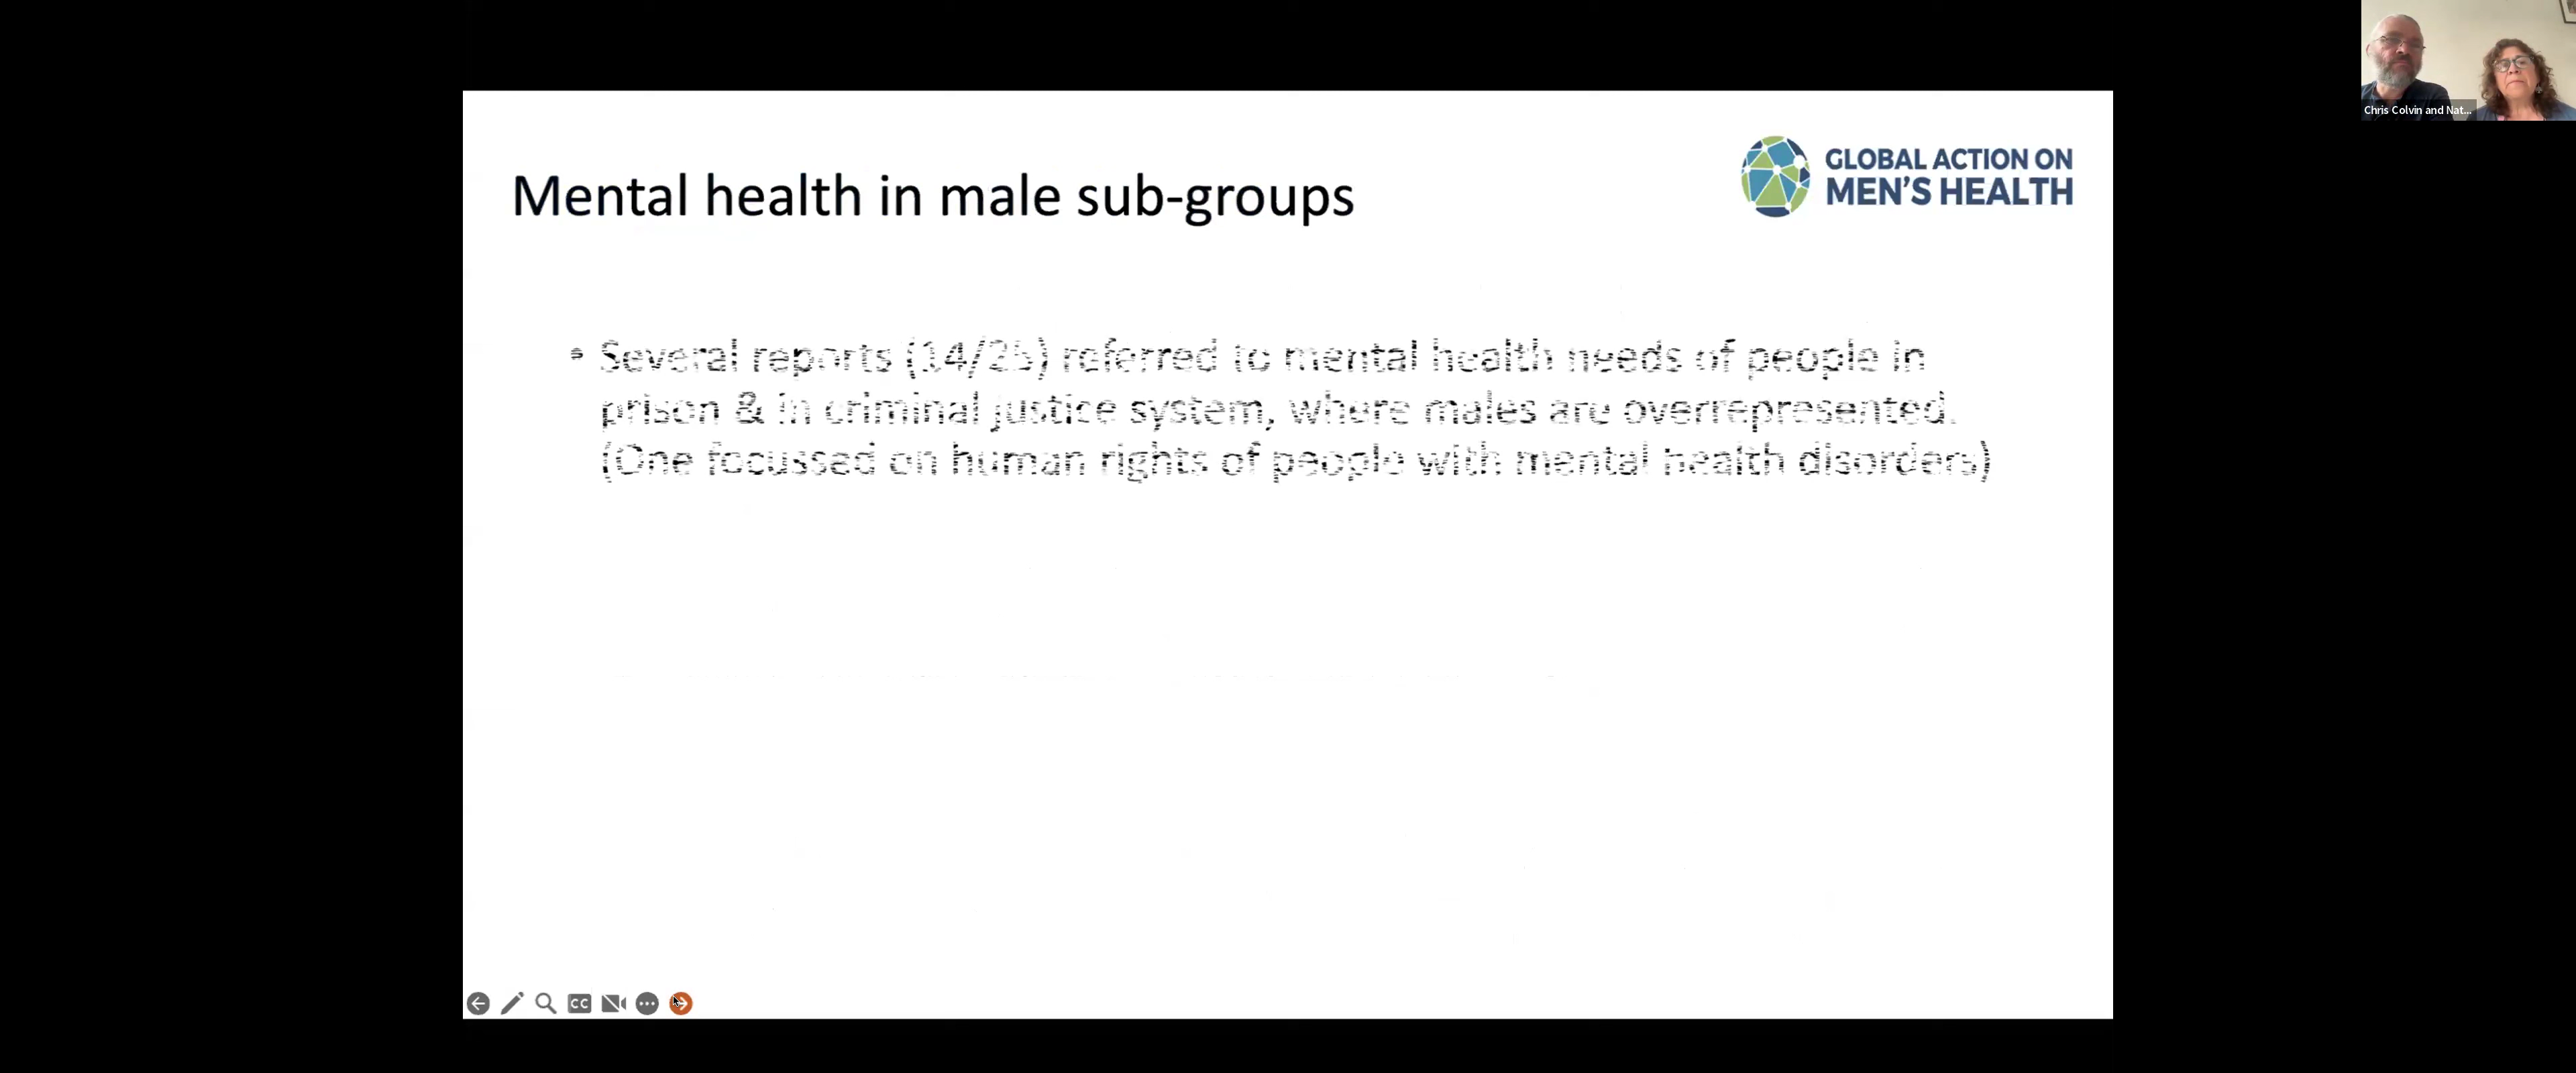 Mental health in male sub-groups
GLOBAL ACTION ON
MEN'S HEALTH
Chris Colvin and Nat...
• Several reports (14/25) referred to mental health needs of people in
prison & in criminal justice system, where males are overrepresented.
(One focussed on human rights of people with mental health disorders)
CC